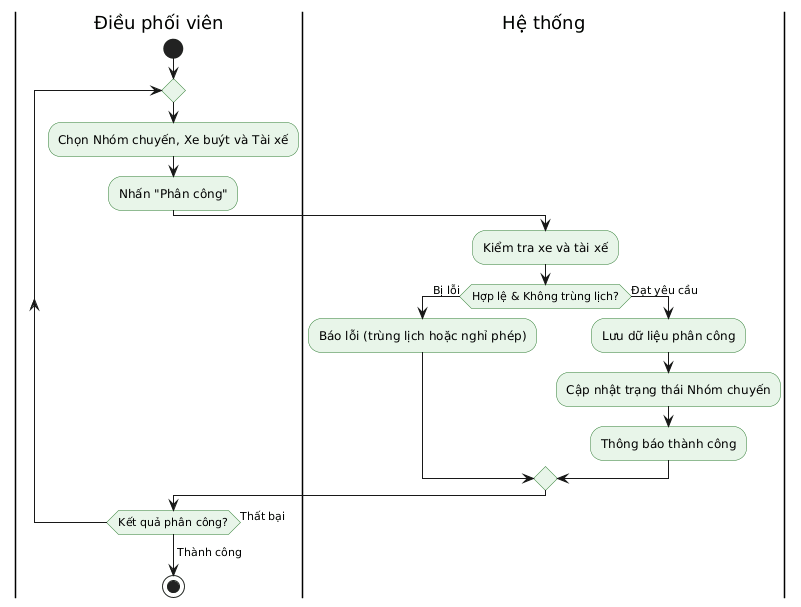 Điều phối viên
Hệ thống
Chọn Nhóm chuyến, Xe buýt và Tài xế
Nhấn "Phân công"
Kiểm tra xe và tài xế
Bị lỗi
Hợp lệ & Không trùng lịch?
Đạt yêu cầu
Báo lỗi (trùng lịch hoặc nghỉ phép)
Lưu dữ liệu phân công
Cập nhật trạng thái Nhóm chuyến
Thông báo thành công
Kết quả phân công?
Thất bại
Thành công